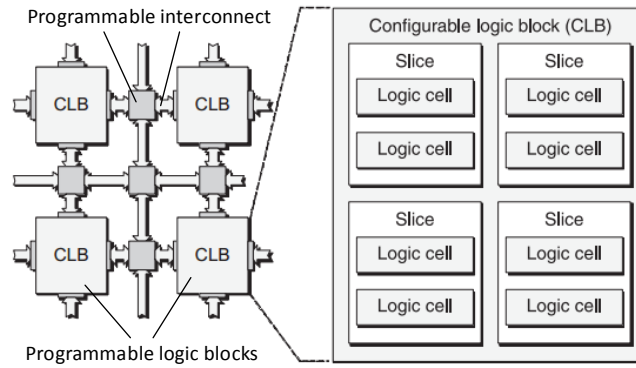 Programmable interconnect
CLB
CLB
CLB
CLB
Programmable logic blocks
Configurable logic block (CLB)
Slice
Logic cell
Logic cell
Slice
Logic cell
Logic cell
Slice
Logic cell
Logic cell
Slice
Logic cell
Logic cell